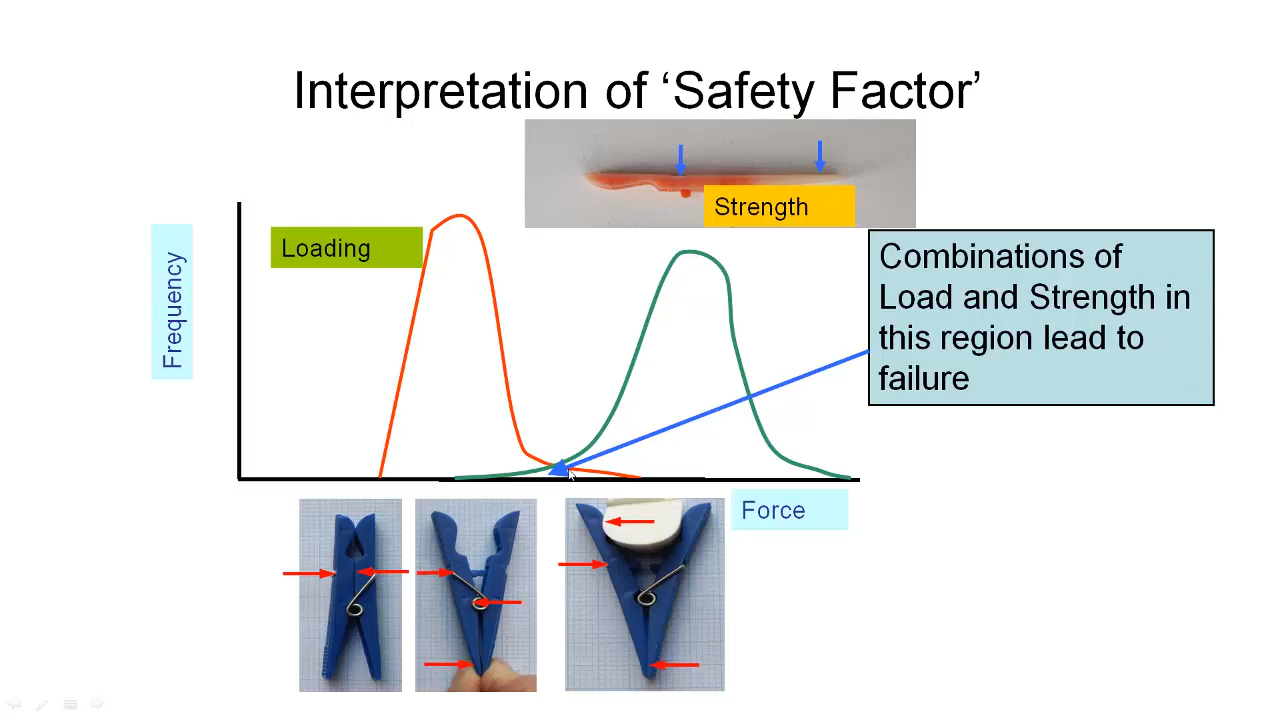 Interpretation of ‘Safety Factor’
Strength
Loading
Frequency
Combinations of
Load and Strength in
this region lead to
failure
Force